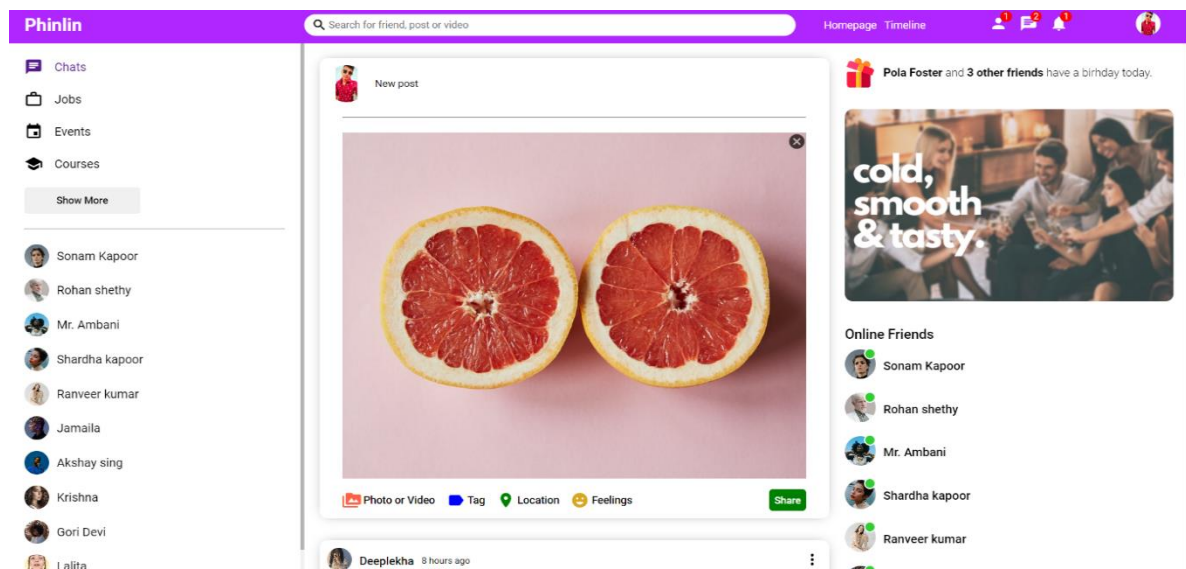 Phinlin
Search for friend, post or video
Homepage Timeline
1
2
1
Chats
Jobs
Events
Courses
Show More
Sonam Kapoor
Rohan shethy
Mr. Ambani
Shardha kapoor
Ranveer kumar
Jamaila
Akshay sing
Krishna
Gori Devi
Lalita
New post
Photo or Video Tag Location Feelings Share
Deeplekha 8 hours ago
Pola Foster and 3 other friends have a birhday today.
cold,
smooth
& tasty.
Online Friends
Sonam Kapoor
Rohan shethy
Mr. Ambani
Shardha kapoor
Ranveer kumar